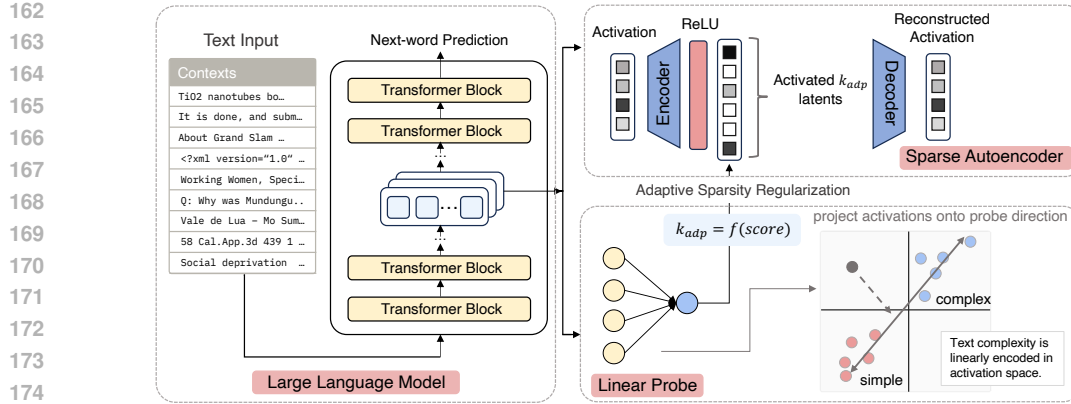 162
163
164
165
166
167
168
169
170
171
172
173
174
Text Input
Contexts
TiO2 nanotubes bo…
It is done, and subm…
About Grand Slam …
<?xml version="1.0" …
Working Women, Speci…
Q: Why was Mundungu..
Vale de Lua – Mo Sum…
58 Cal.App.3d 439 1 …
Social deprivation …
Next-word Prediction
Transformer Block
Transformer Block
...
...
...
Transformer Block
Transformer Block
Large Language Model
Activation
Encoder
ReLU
Activated k_adp
latents
Decoder
Reconstructed
Activation
Sparse Autoencoder
Adaptive Sparsity Regularization
k_adp = f(score)
Linear Probe
project activations onto probe direction
complex
simple
Text complexity is
linearly encoded in
activation space.